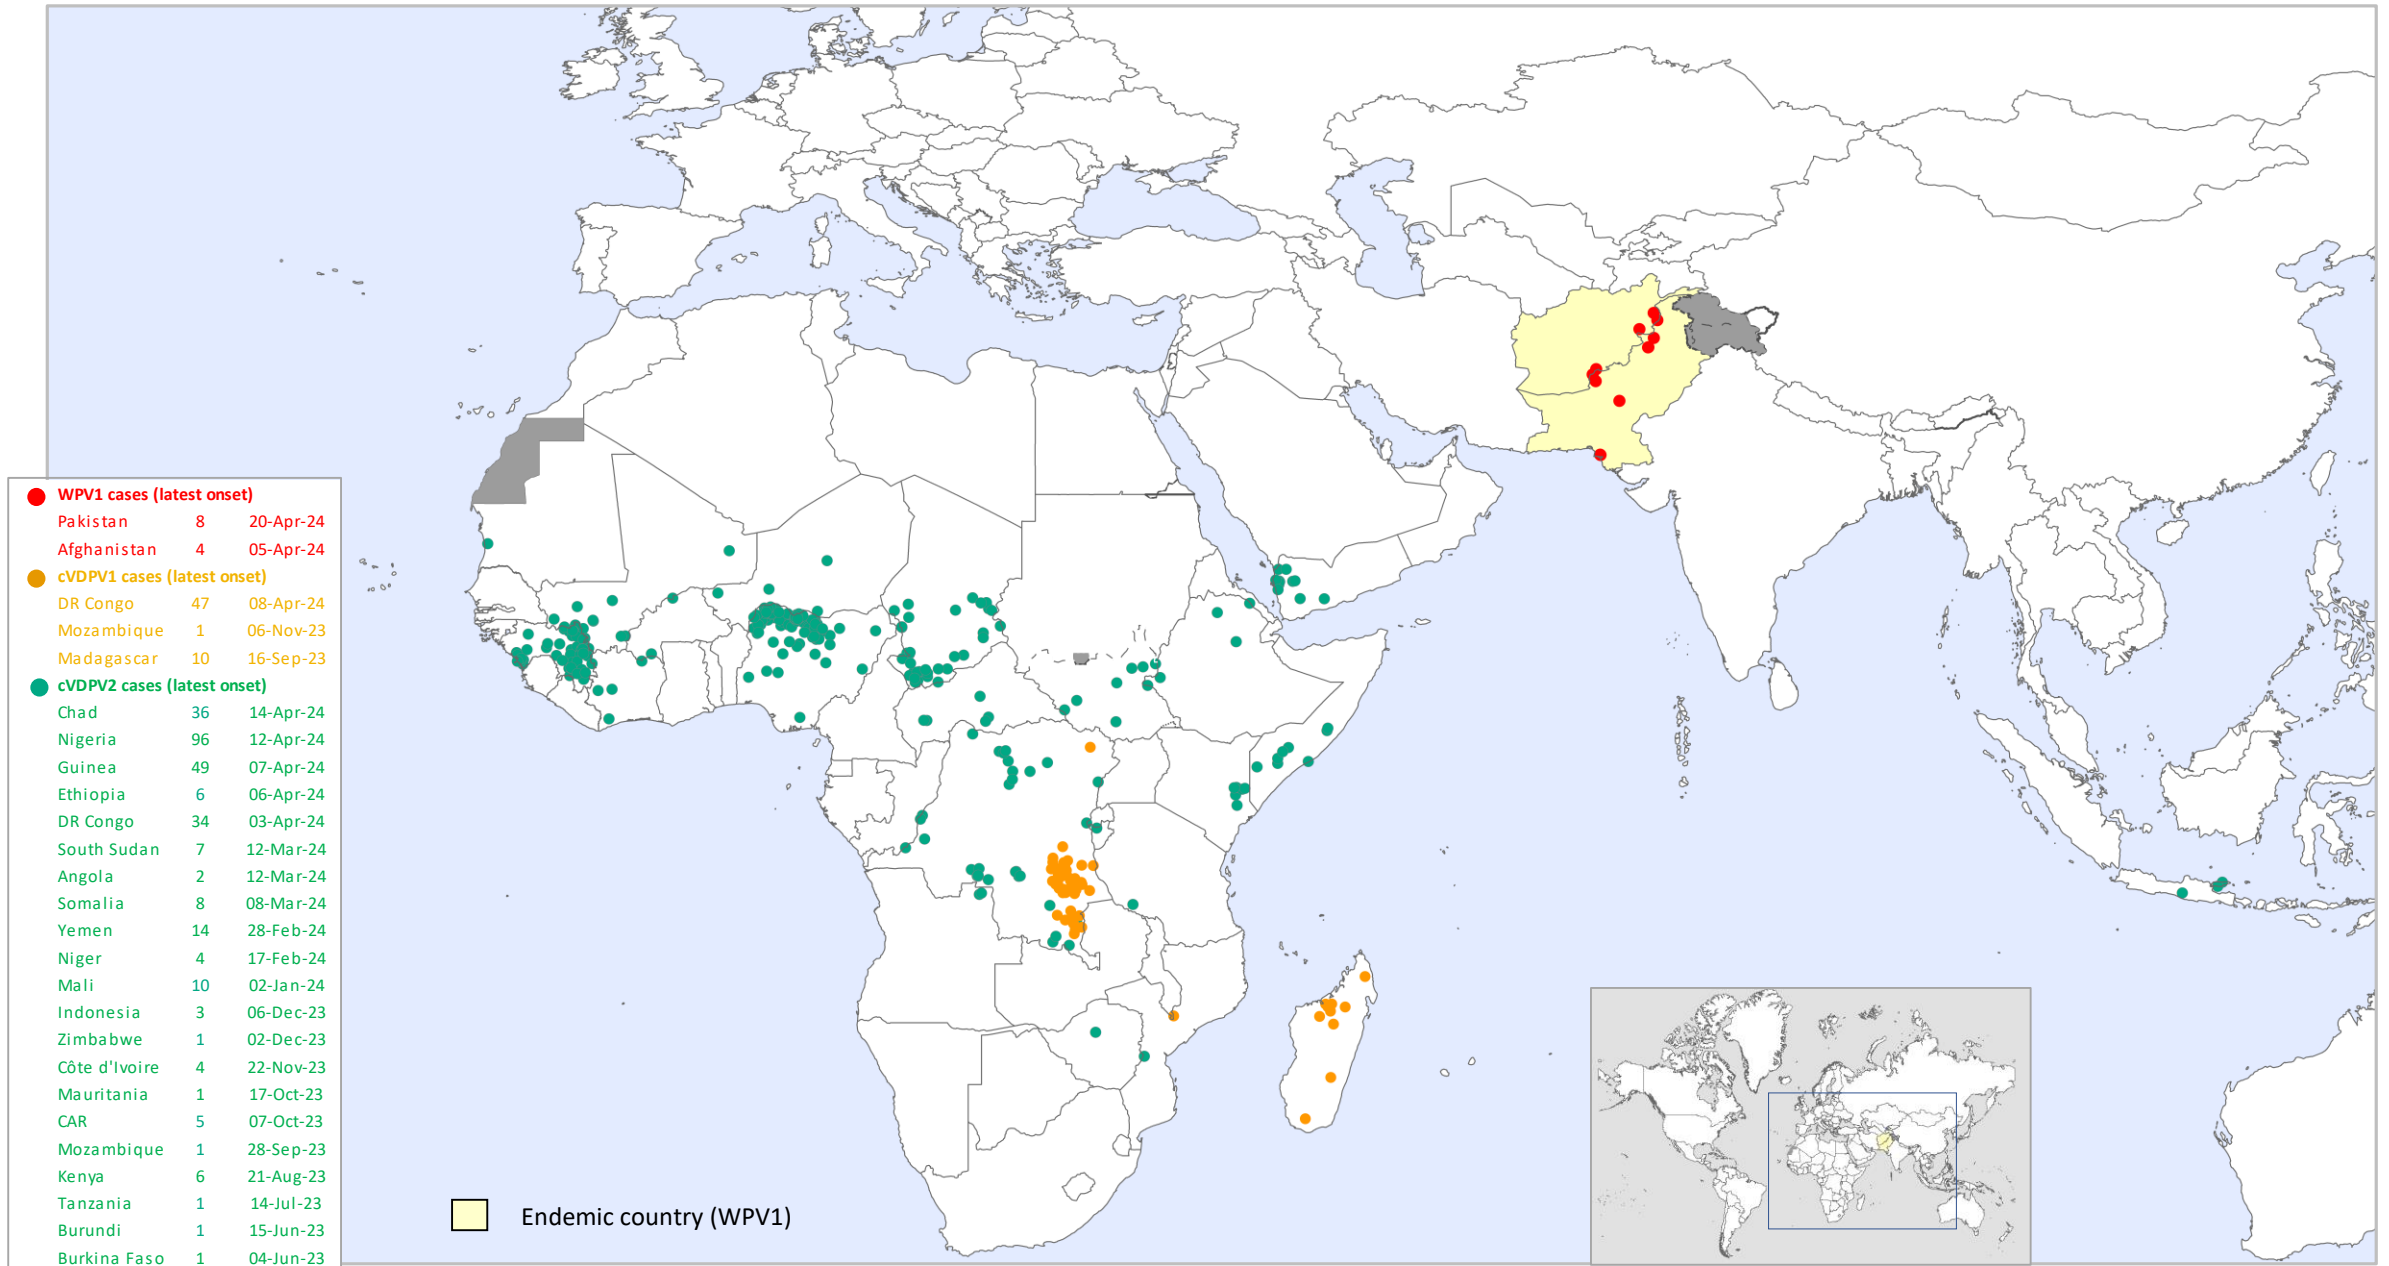 WPV1 cases (latest onset)
Pakistan 8 20-Apr-24
Afghanistan 4 05-Apr-24
cVDPV1 cases (latest onset)
DR Congo 47 08-Apr-24
Mozambique 1 06-Nov-23
Madagascar 10 16-Sep-23
cVDPV2 cases (latest onset)
Chad 36 14-Apr-24
Nigeria 96 12-Apr-24
Guinea 49 07-Apr-24
Ethiopia 6 06-Apr-24
DR Congo 34 03-Apr-24
South Sudan 7 12-Mar-24
Angola 2 12-Mar-24
Somalia 8 08-Mar-24
Yemen 14 28-Feb-24
Niger 4 17-Feb-24
Mali 10 02-Jan-24
Indonesia 3 06-Dec-23
Zimbabwe 1 02-Dec-23
Côte d'Ivoire 4 22-Nov-23
Mauritania 1 17-Oct-23
CAR 5 07-Oct-23
Mozambique 1 28-Sep-23
Kenya 6 21-Aug-23
Tanzania 1 14-Jul-23
Burundi 1 15-Jun-23
Burkina Faso 1 04-Jun-23
Endemic country (WPV1)